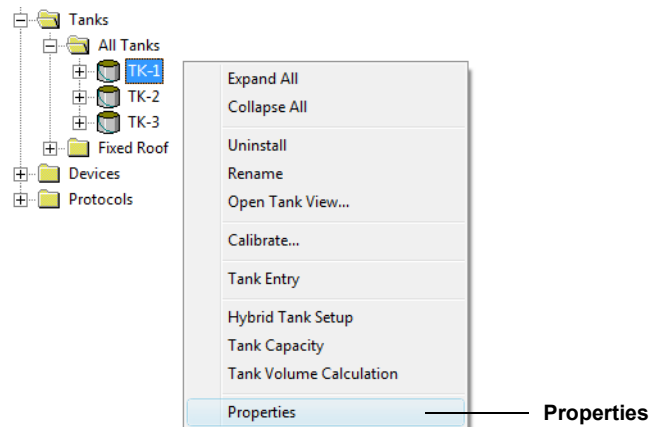 Tanks
All Tanks
TK-1
TK-2
TK-3
Fixed Roof
Devices
Protocols
Expand All
Collapse All
Uninstall
Rename
Open Tank View...
Calibrate...
Tank Entry
Hybrid Tank Setup
Tank Capacity
Tank Volume Calculation
Properties
Properties